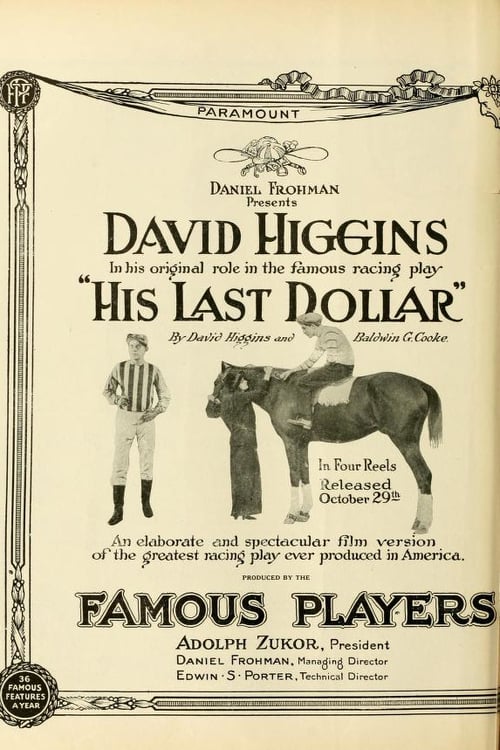 FPF
PARAMOUNT
DANIEL FROHMAN
Presents
DAVID HIGGINS
In his original role in the famous racing play
"HIS LAST DOLLAR"
By David Higgins and Baldwin G. Cooke.
In Four Reels
Released
October 29th
An elaborate and spectacular film version
of the greatest racing play ever produced in America.
PRODUCED BY THE
FAMOUS PLAYERS
ADOLPH ZUKOR, President
DANIEL FROHMAN, Managing Director
EDWIN · S · PORTER, Technical Director
36
FAMOUS
FEATURES
A YEAR